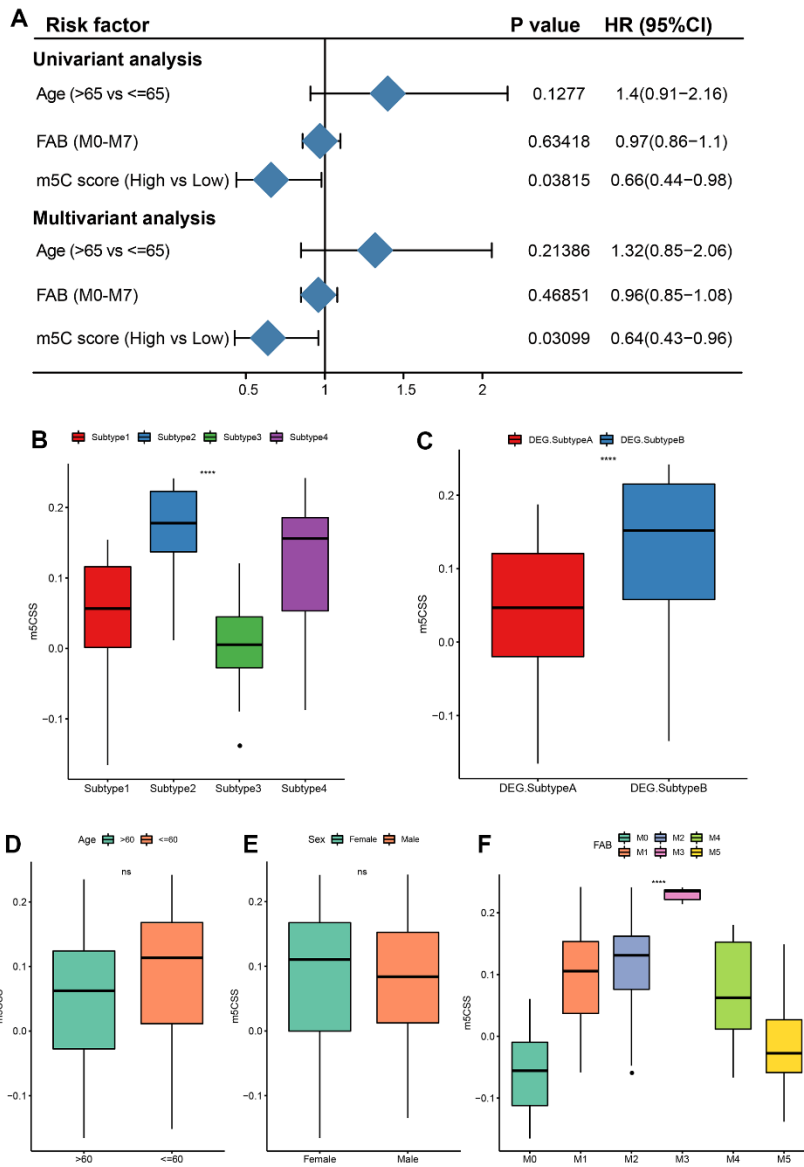 A
Risk factor P value HR (95%CI)
Univariant analysis
Age (>65 vs <=65) 0.1277 1.4(0.91−2.16)
FAB (M0-M7) 0.63418 0.97(0.86−1.1)
m5C score (High vs Low) 0.03815 0.66(0.44−0.98)
Multivariant analysis
Age (>65 vs <=65) 0.21386 1.32(0.85−2.06)
FAB (M0-M7) 0.46851 0.96(0.85−1.08)
m5C score (High vs Low) 0.03099 0.64(0.43−0.96)
0.5 1 1.5 2
B
Subtype1 Subtype2 Subtype3 Subtype4
****
0.2
0.1
0.0
−0.1
m5CSS
Subtype1 Subtype2 Subtype3 Subtype4
C
DEG.SubtypeA DEG.SubtypeB
****
0.2
0.1
0.0
−0.1
m5CSS
DEG.SubtypeA DEG.SubtypeB
D
Age >60 <=60
ns
0.2
0.1
0.0
−0.1
m5CSS
>60 <=60
E
Sex Female Male
ns
0.2
0.1
0.0
−0.1
m5CSS
Female Male
F
FAB
M0 M2 M4
M1 M3 M5
****
0.2
0.1
0.0
−0.1
m5CSS
M0 M1 M2 M3 M4 M5